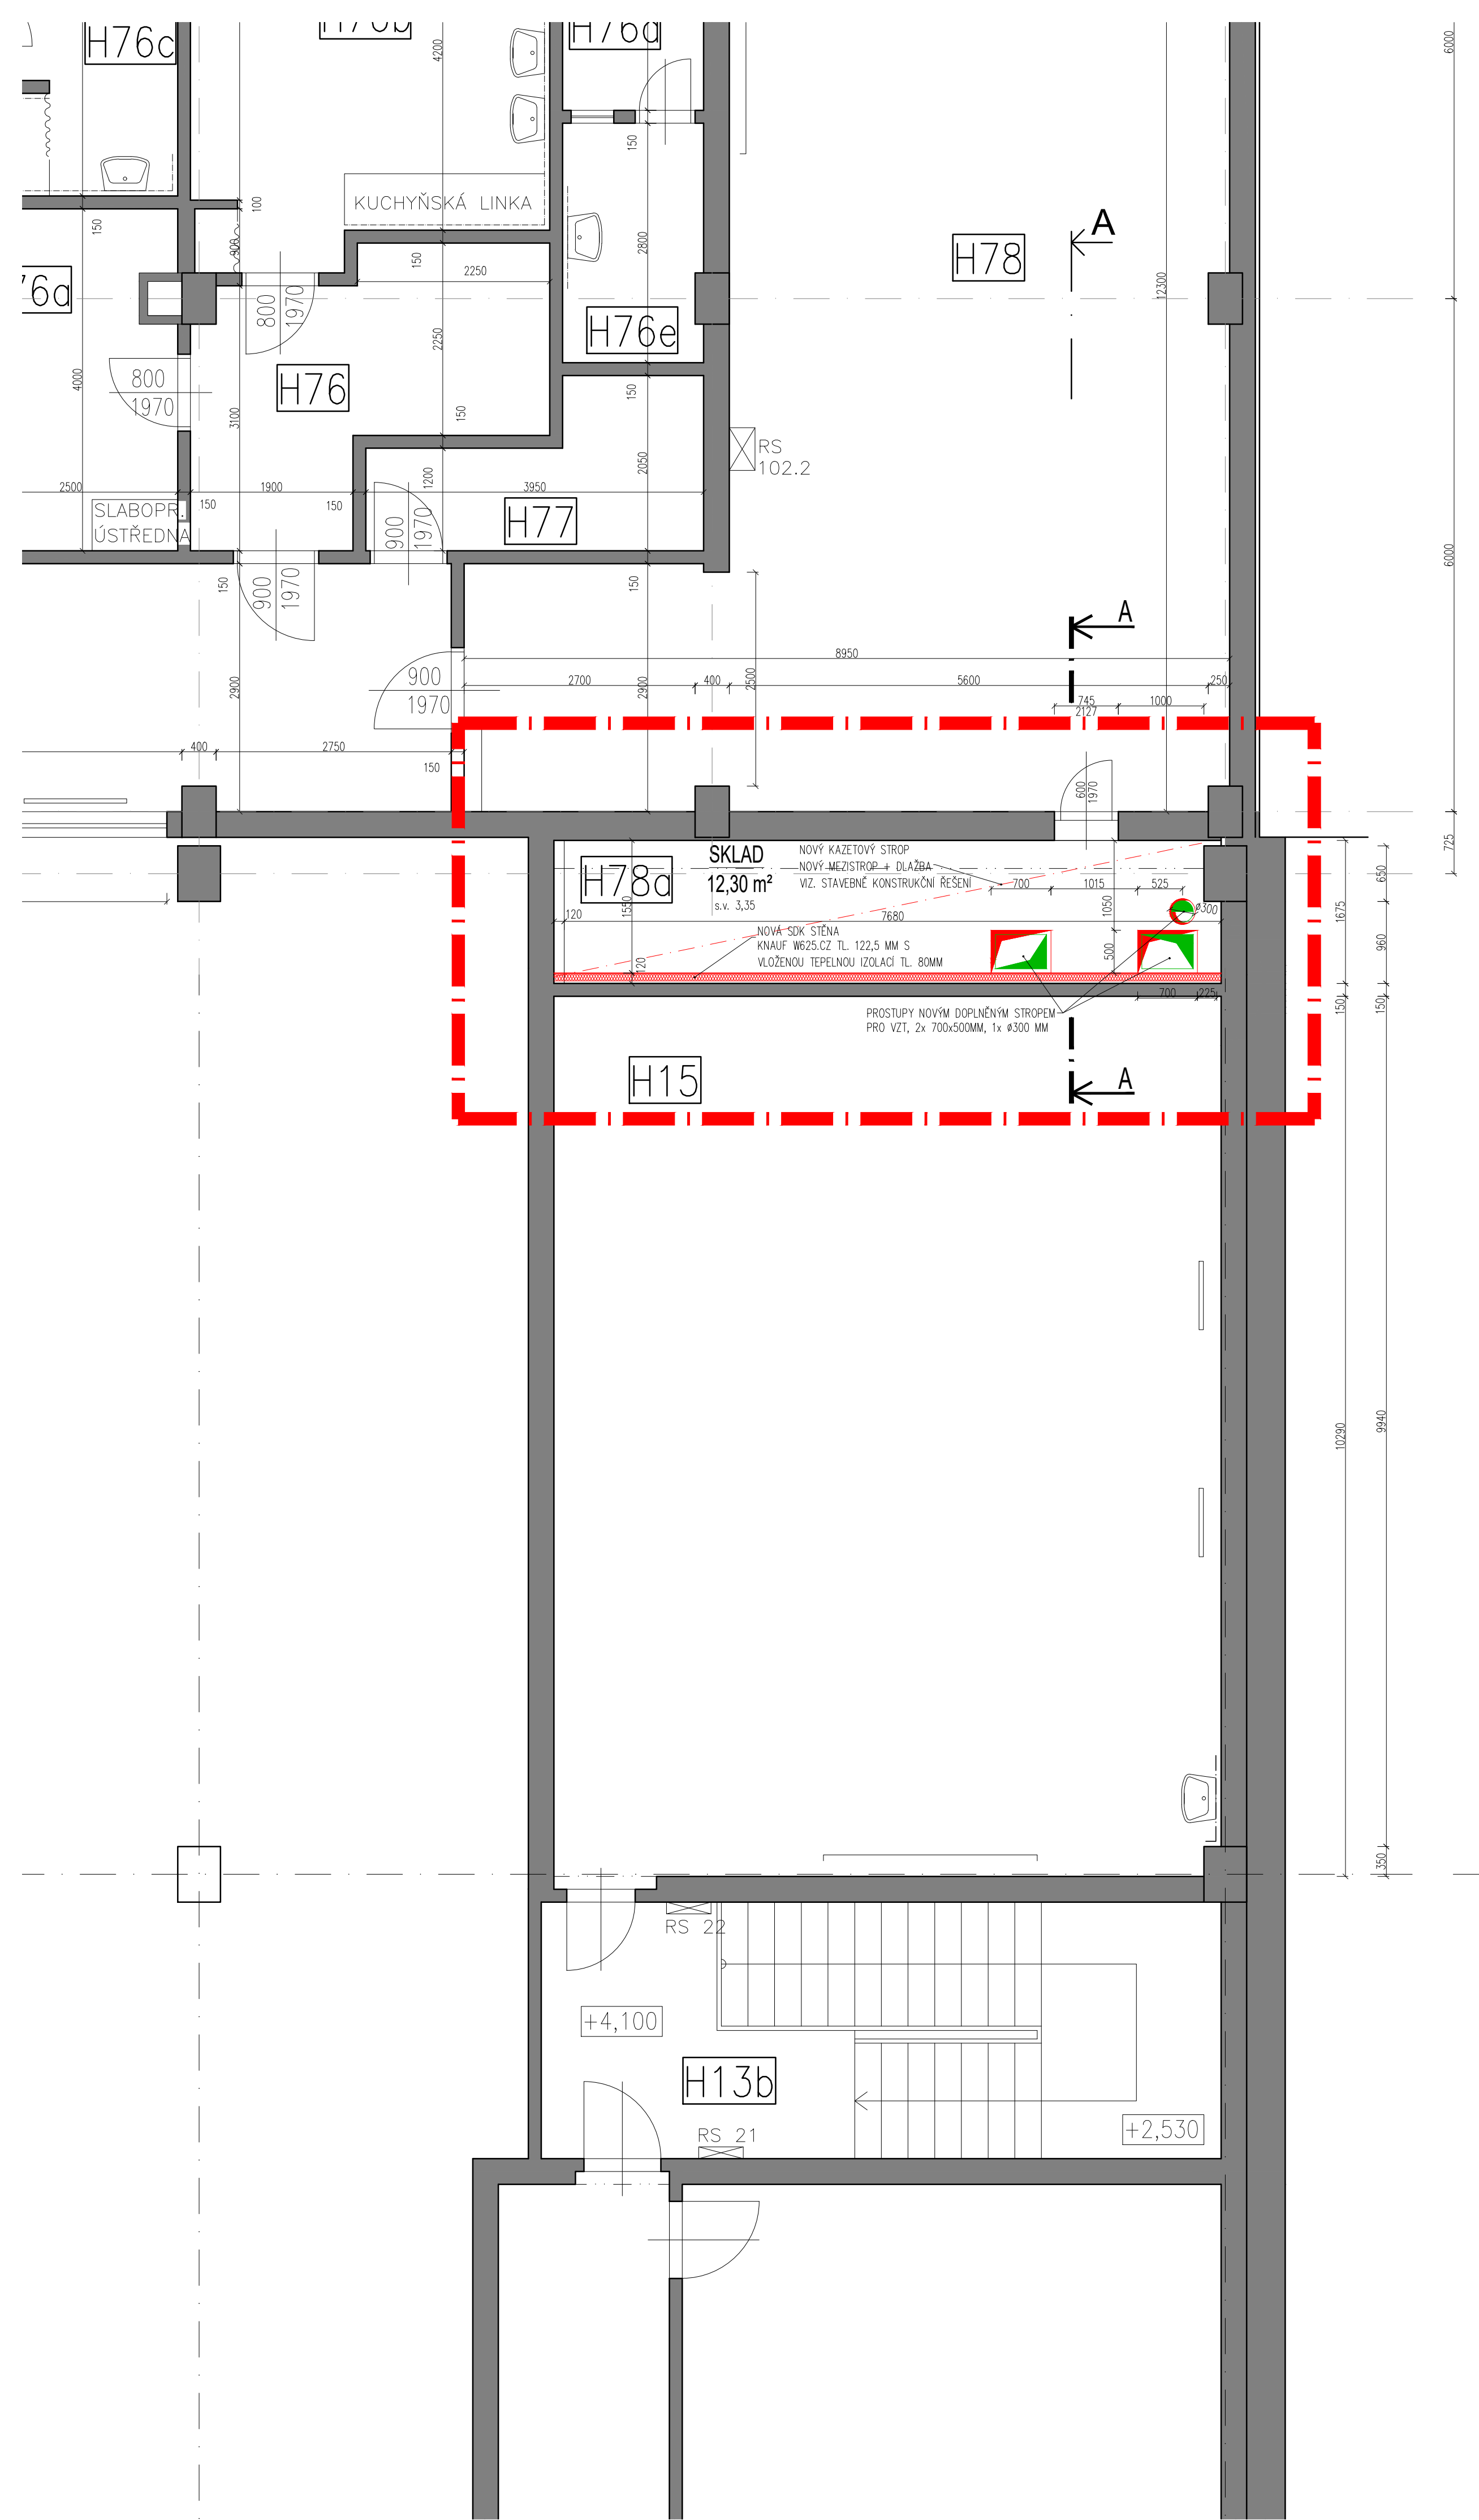 H76c
4200
6000
150
KUCHYŇSKÁ LINKA
100
150
900
150
2250
2800
A
H78
12300
800
1970
H76e
2250
4000
800
1970
H76
3100
150
150
RS
102.2
1200
2050
2500
1900
3950
150
150
SLABOPR.
ÚSTŘEDNA
900
1970
H77
6000
150
900
1970
150
A
8950
2900
900
1970
2700
400
2900
2500
5600
250
745
2127
1000
400
2750
150
600
1970
725
H78a
SKLAD
12,30 m²
s.v. 3,35
NOVÝ KAZETOVÝ STROP
NOVÝ MEZISTROP + DLAŽBA
VIZ. STAVEBNĚ KONSTRUKČNÍ ŘEŠENÍ
650
700
1015
525
1550
120
7680
1050
ø300
1675
960
NOVÁ SDK STĚNA
KNAUF W625.CZ TL. 122,5 MM S
VLOŽENOU TEPELNOU IZOLACÍ TL. 80MM
120
500
700
225
150
150
PROSTUPY NOVÝM DOPLNĚNÝM STROPEM
PRO VZT, 2x 700x500MM, 1x ø300 MM
H15
A
10290
9940
350
RS 22
+4,100
H13b
RS 21
+2,530